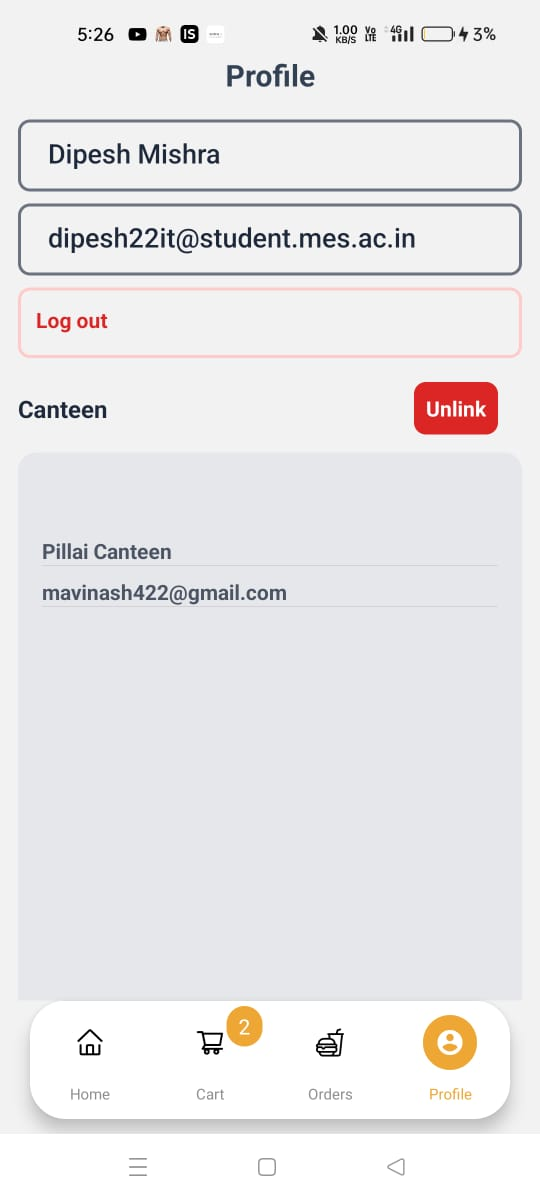 5:26 IS 1.00 KB/S Vo LTE 4G 3%
Profile
Dipesh Mishra
dipesh22it@student.mes.ac.in
Log out
Canteen
Unlink
Pillai Canteen
mavinash422@gmail.com
2
Home Cart Orders Profile